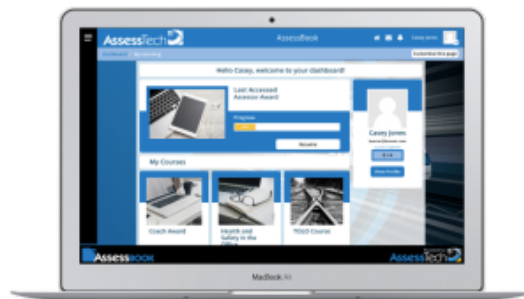 AssessTech
AssessBook
Casey Jones
Dashboard
Customise this page
Hello Casey, welcome to your dashboard!
Last Accessed
Assessor Award
Progress
Resume
Casey Jones
View Profile
My Courses
Coach Award
Health and
Safety in the
Office
TOLO Course
AssessBOOK
AssessTech
MacBook Air